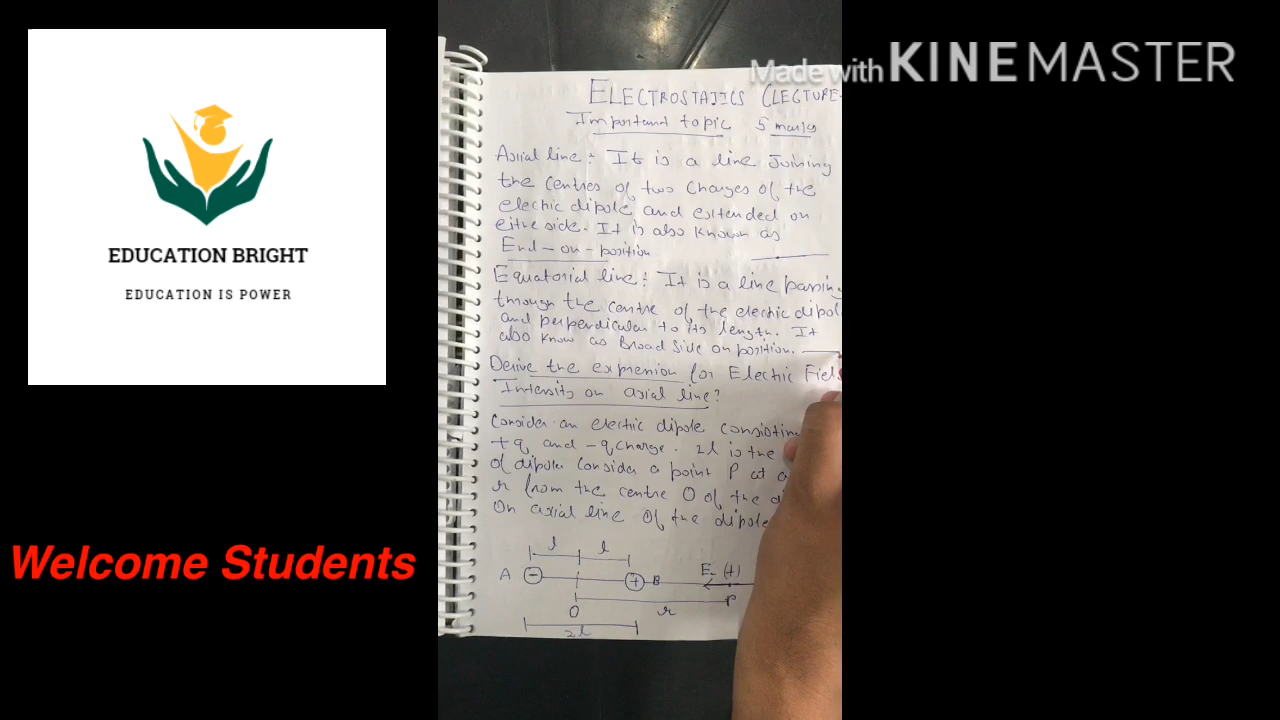 Made with KINEMASTER
EDUCATION BRIGHT
EDUCATION IS POWER
Welcome Students
ELECTROSTATICS (LECTURE-
Important topic 5 marks
Axial line : It is a line Joining
the centres of two charges of the
electric dipole and extended on
eitheside. It is also known as
End-on-position
Equatorial line : It is a line passing
through the centre of the electric dipole
and perpendicular to its length. It
also know as Broad Side on position.
Derive the expression for Electric Field
Intensity on axial line?
Consider an electric dipole consisting
+q and -q charge. 2l is the
of dipole. Consider a point P at a
r from the centre O of the di
On axial line of the dipole
l l
A - + B E- (+)
O r P
2l